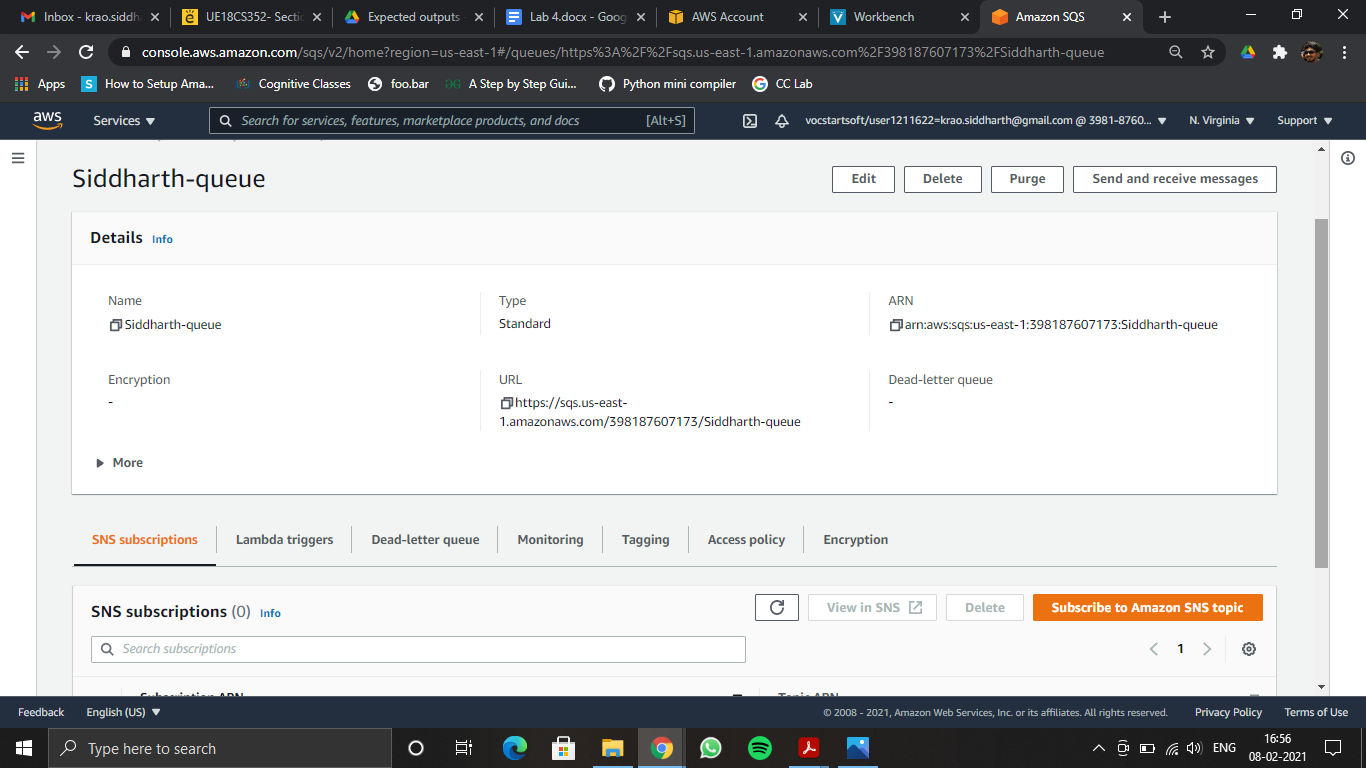 Inbox - krao.siddh
UE18CS352- Secti
Expected outputs
Lab 4.docx - Goog
AWS Account
Workbench
Amazon SQS
console.aws.amazon.com/sqs/v2/home?region=us-east-1#/queues/https%3A%2F%2Fsqs.us-east-1.amazonaws.com%2F398187607173%2FSiddharth-queue
Apps
S How to Setup Ama...
Cognitive Classes
foo.bar
A Step by Step Gui...
Python mini compiler
CC Lab
aws
Services
Search for services, features, marketplace products, and docs [Alt+S]
vocstartsoft/user1211622=krao.siddharth@gmail.com @ 3981-8760...
N. Virginia
Support
Siddharth-queue
Edit
Delete
Purge
Send and receive messages
Details Info
Name
Siddharth-queue
Type
Standard
ARN
arn:aws:sqs:us-east-1:398187607173:Siddharth-queue
Encryption
-
URL
https://sqs.us-east-
1.amazonaws.com/398187607173/Siddharth-queue
Dead-letter queue
-
More
SNS subscriptions
Lambda triggers
Dead-letter queue
Monitoring
Tagging
Access policy
Encryption
SNS subscriptions (0) Info
View in SNS
Delete
Subscribe to Amazon SNS topic
Search subscriptions
1
Subscription ARN
Topic ARN
Feedback
English (US)
© 2008 - 2021, Amazon Web Services, Inc. or its affiliates. All rights reserved.
Privacy Policy
Terms of Use
Type here to search
ENG
16:56
08-02-2021